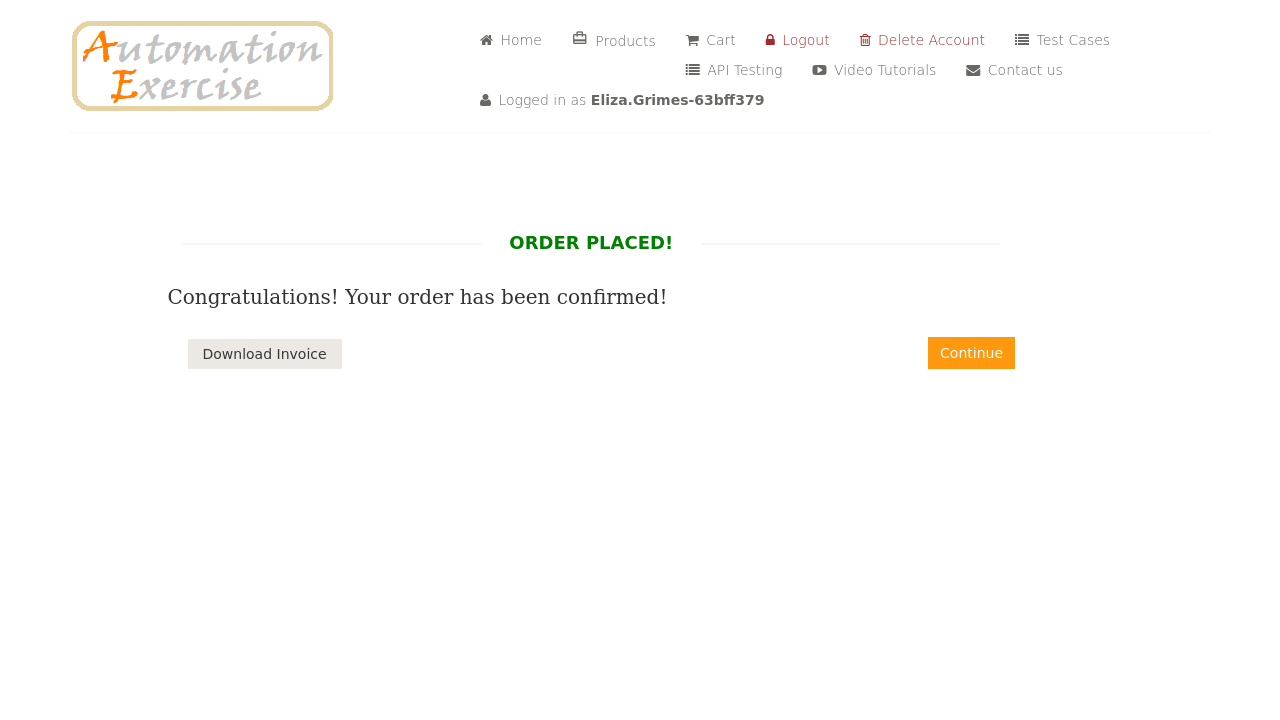 Automation
Exercise
Home Products Cart Logout Delete Account Test Cases
API Testing Video Tutorials Contact us
Logged in as Eliza.Grimes-63bff379
ORDER PLACED!
Congratulations! Your order has been confirmed!
Download Invoice Continue